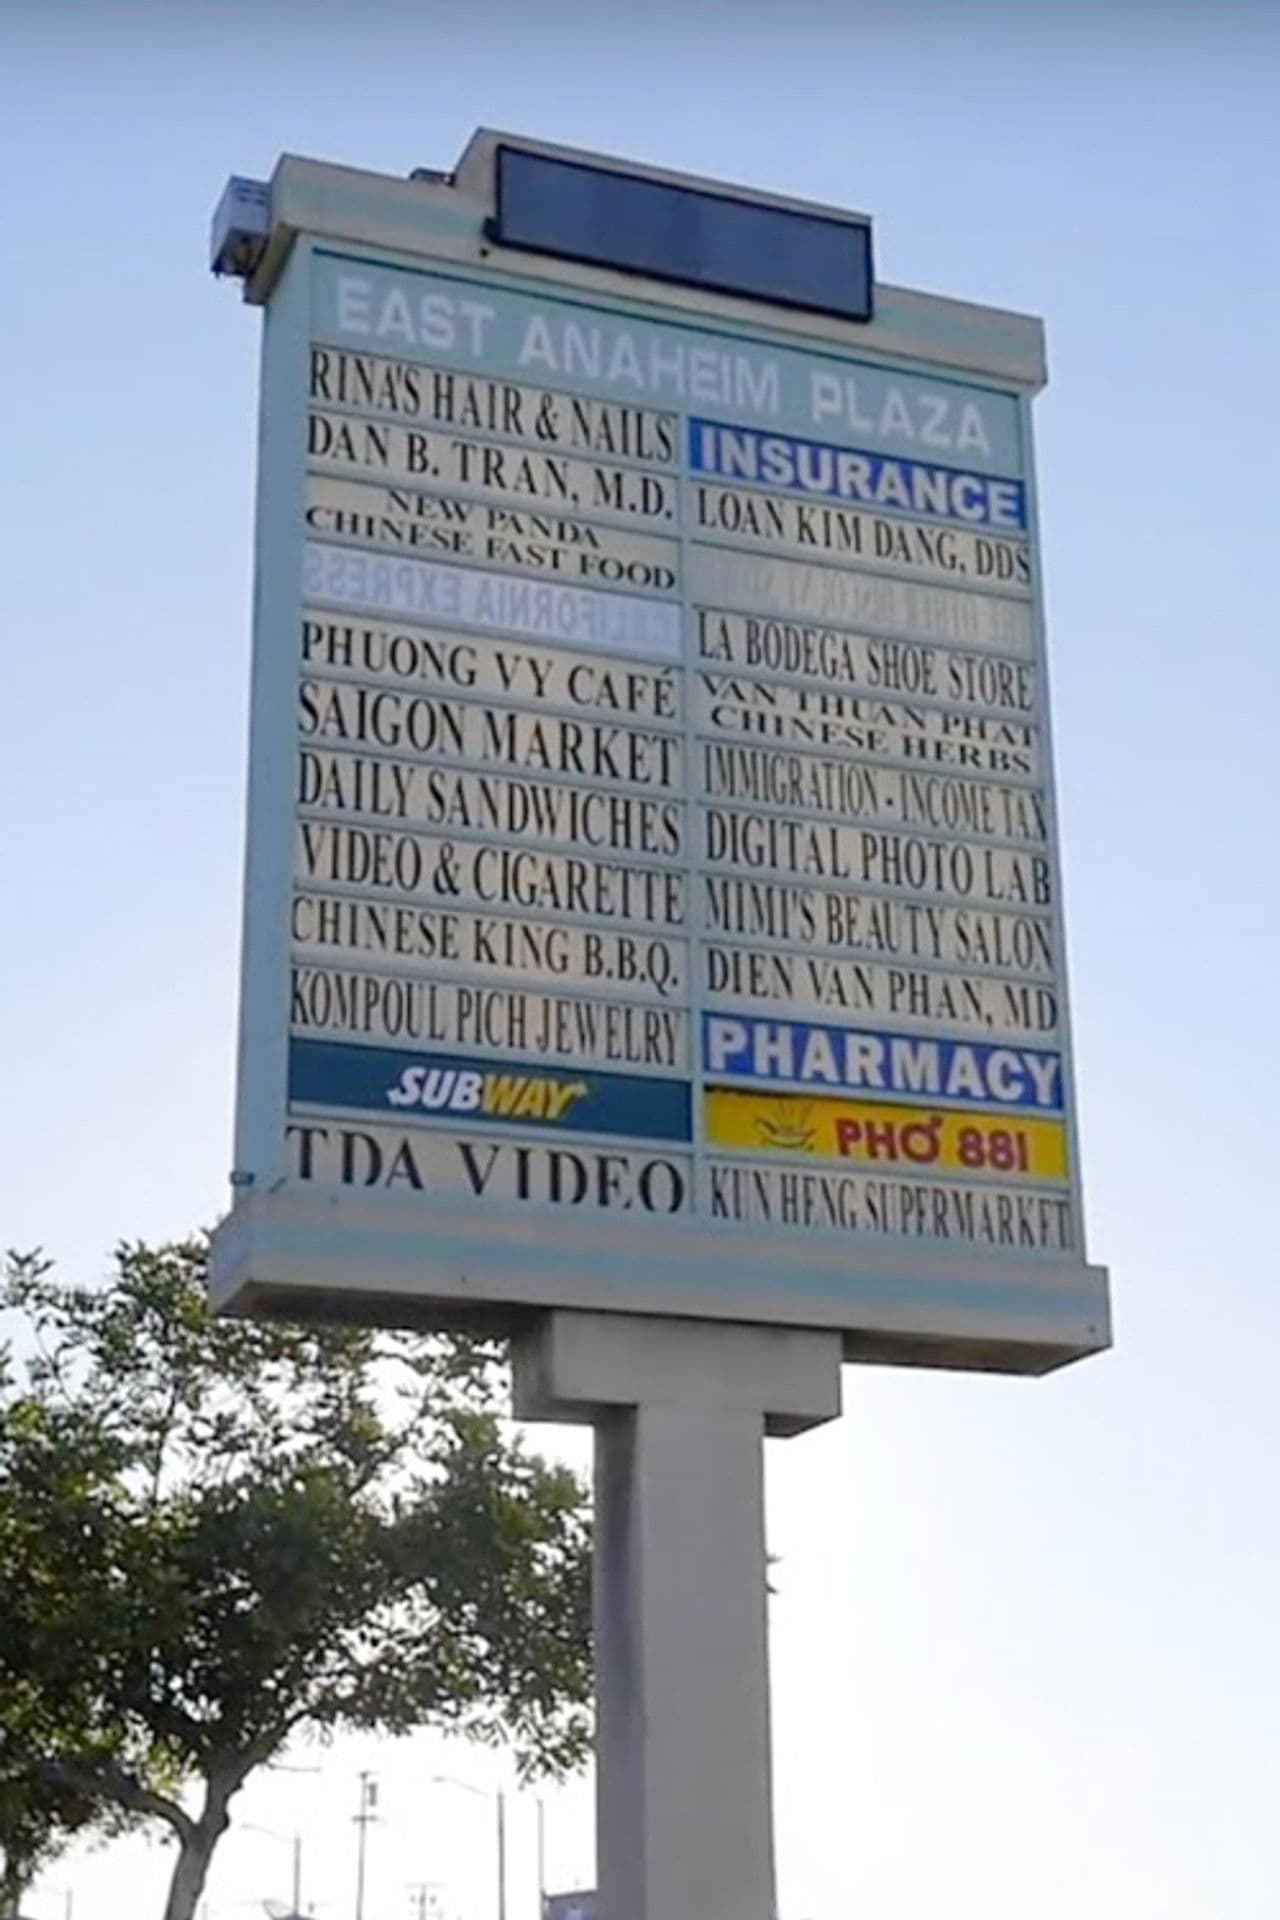 EAST ANAHEIM PLAZA
RINA'S HAIR & NAILS
DAN B. TRAN, M.D.
NEW PANDA
CHINESE FAST FOOD
CALIFORNIA EXPRESS
PHUONG VY CAFÉ
SAIGON MARKET
DAILY SANDWICHES
VIDEO & CIGARETTE
CHINESE KING B.B.Q.
KOMPOUL PICH JEWELRY
SUBWAY
TDA VIDEO
INSURANCE
LOAN KIM DANG, DDS
DISCOUNT
LA BODEGA SHOE STORE
VAN THUAN PHAT
CHINESE HERBS
IMMIGRATION - INCOME TAX
DIGITAL PHOTO LAB
MIMI'S BEAUTY SALON
DIEN VAN PHAN, MD
PHARMACY
PHỞ 881
KUN HENG SUPERMARKET